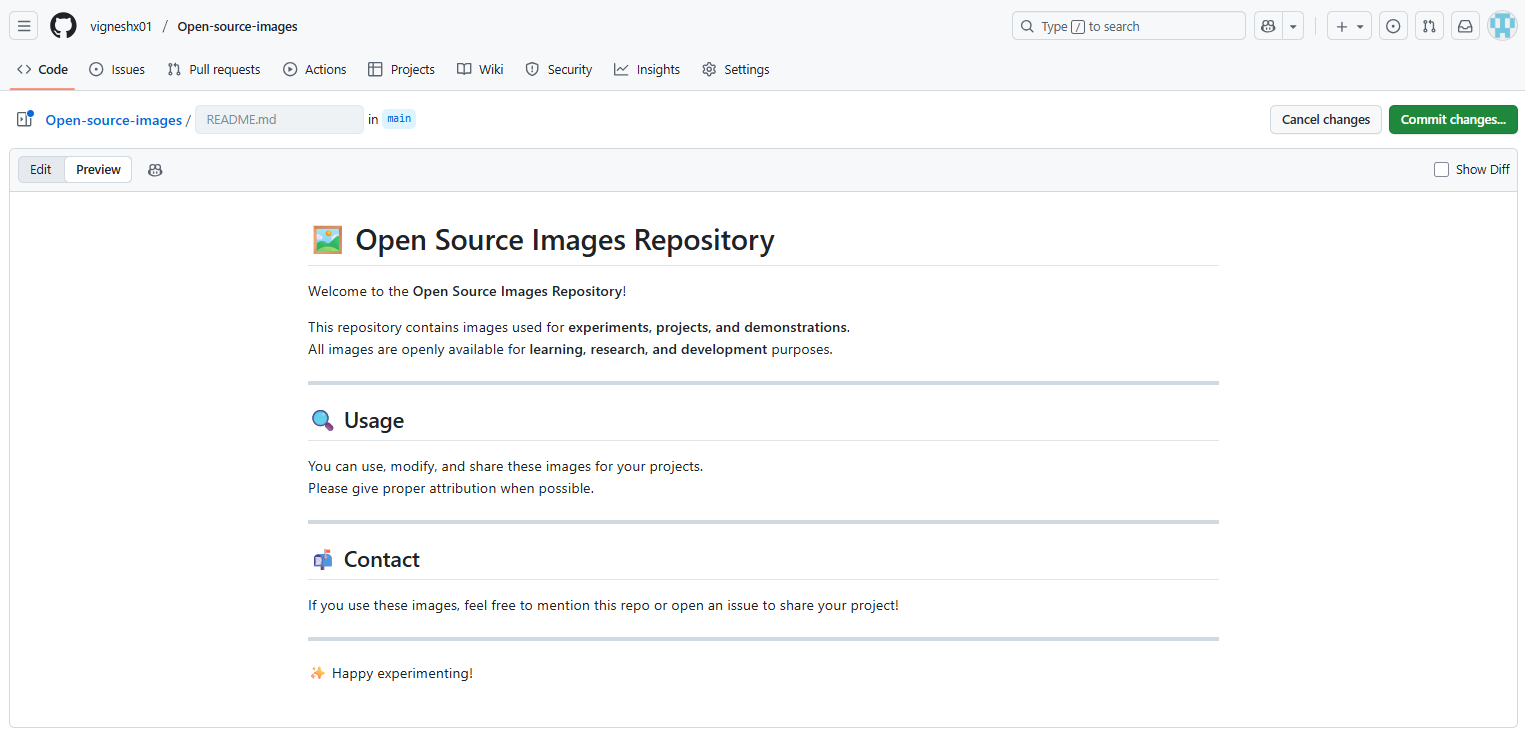 vigneshx01 / Open-source-images
Type / to search
Code
Issues
Pull requests
Actions
Projects
Wiki
Security
Insights
Settings
Open-source-images / README.md in main
Cancel changes
Commit changes...
Edit
Preview
Show Diff
Open Source Images Repository
Welcome to the Open Source Images Repository!
This repository contains images used for experiments, projects, and demonstrations.
All images are openly available for learning, research, and development purposes.
Usage
You can use, modify, and share these images for your projects.
Please give proper attribution when possible.
Contact
If you use these images, feel free to mention this repo or open an issue to share your project!
✨ Happy experimenting!